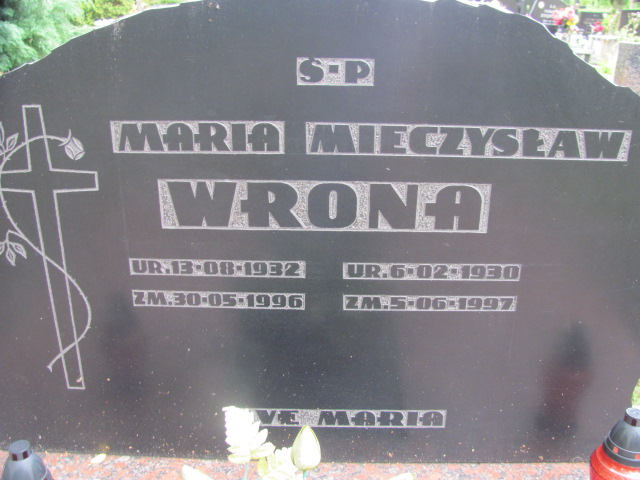 S-P
MARIA MIECZYSŁAW
WRONA
UR.13-08-1932 UR.6-02-1930
ZM.30-05-1996 ZM.5-06-1997
VE MARIA